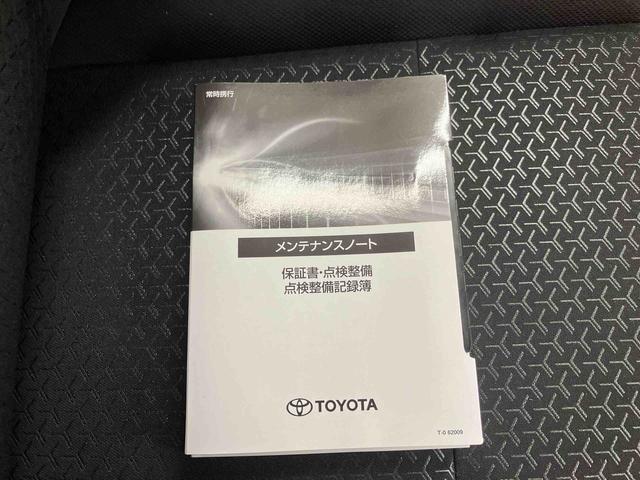 常時携行
メンテナンスノート
保証書・点検整備
点検整備記録簿
TOYOTA
T-0 62009